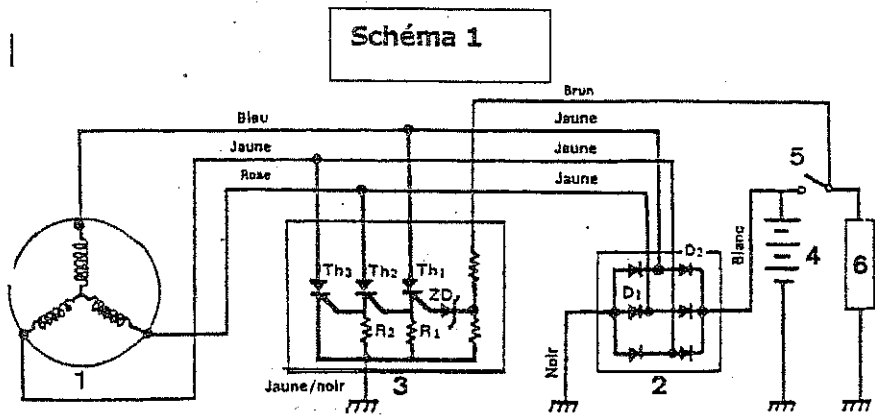 Schéma 1
Brun
Bleu Jaune
Jaune Jaune
Rose Jaune
5
Blanc
4
6
Th3 Th2 Th1
ZD
D2
D1
R2 R1
Noir
1
Jaune/noir
3
2